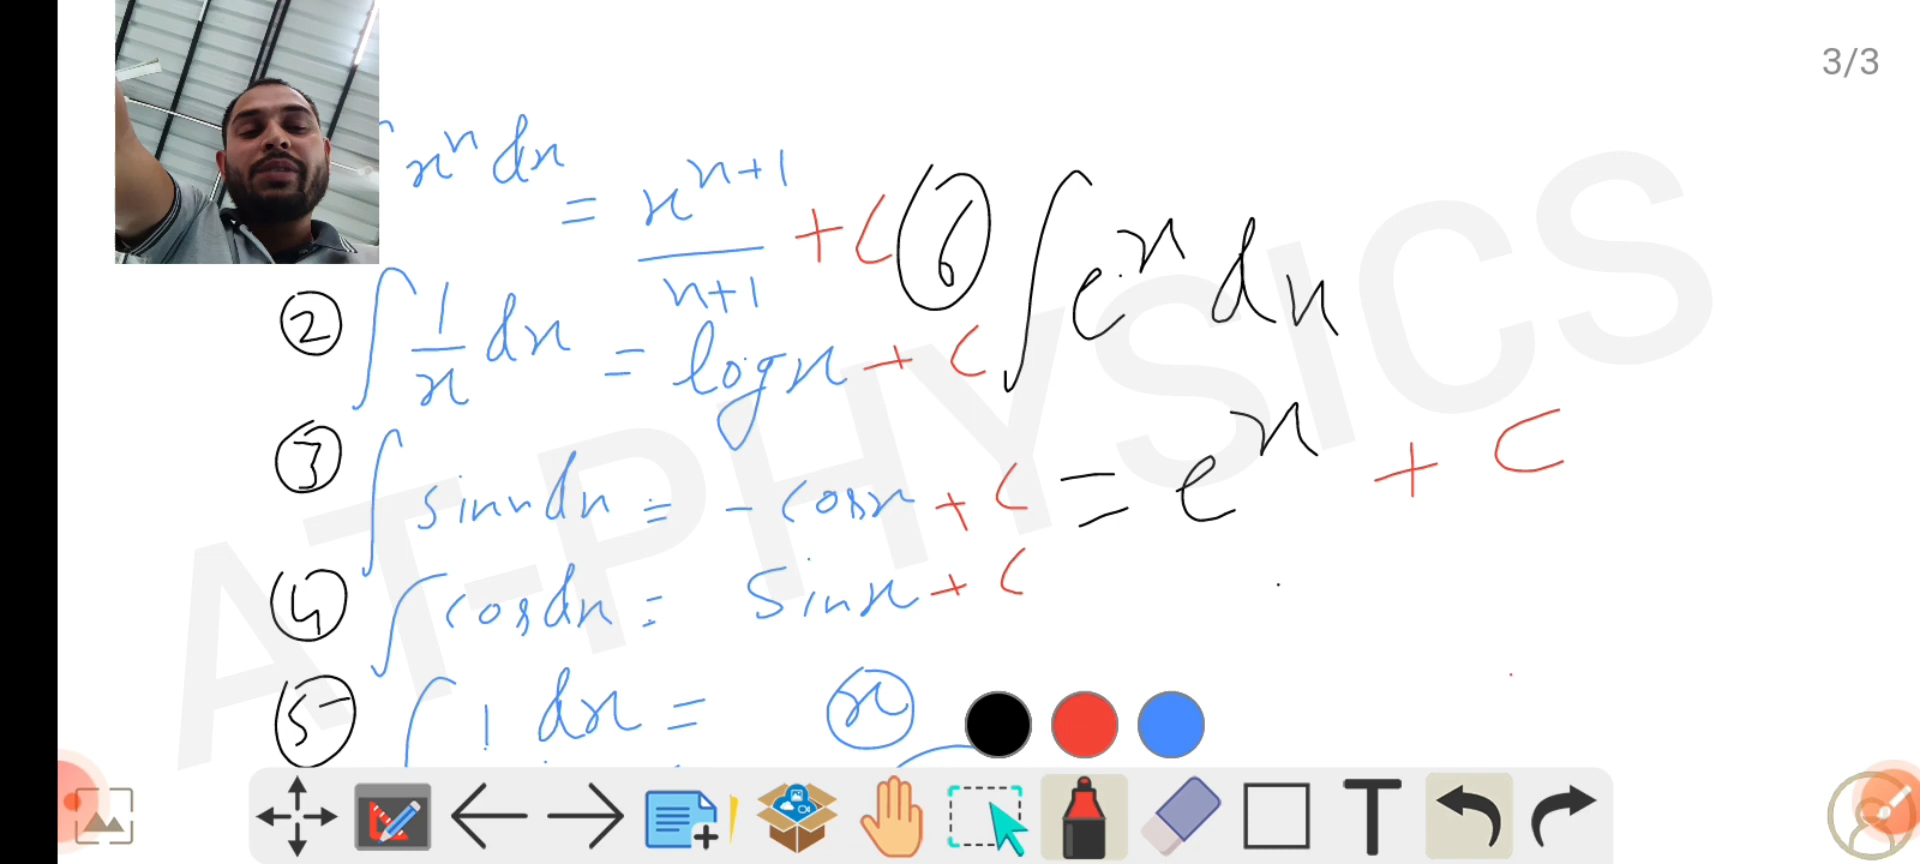 3/3
∫ xⁿ dx = xⁿ⁺¹/n+1 + C
② ∫ 1/x dx = log x + C
③ ∫ sin x dx = - cos x + C
④ ∫ cos dx = Sin x + C
⑤ ∫ 1 dx = x
⑥ ∫ eˣ dx
= eˣ + C
AT-PHYSICS
T